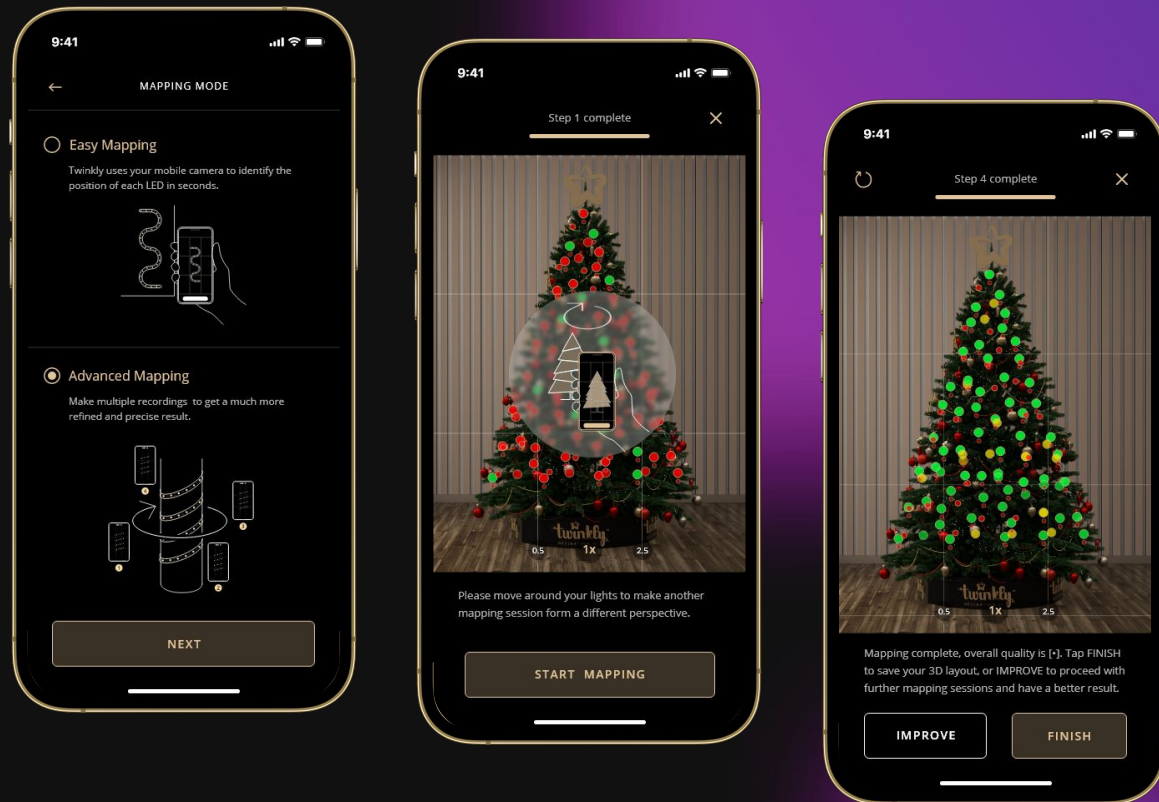 9:41
MAPPING MODE
Easy Mapping
Twinkly uses your mobile camera to identify the
position of each LED in seconds.
Advanced Mapping
Make multiple recordings to get a much more
refined and precise result.
4
3
1
2
NEXT
9:41
Step 1 complete
twinkly
0.5 1x 2.5
Please move around your lights to make another
mapping session form a different perspective.
START MAPPING
9:41
Step 4 complete
twinkly
0.5 1x 2.5
Mapping complete, overall quality is [•]. Tap FINISH
to save your 3D layout, or IMPROVE to proceed with
further mapping sessions and have a better result.
IMPROVE
FINISH